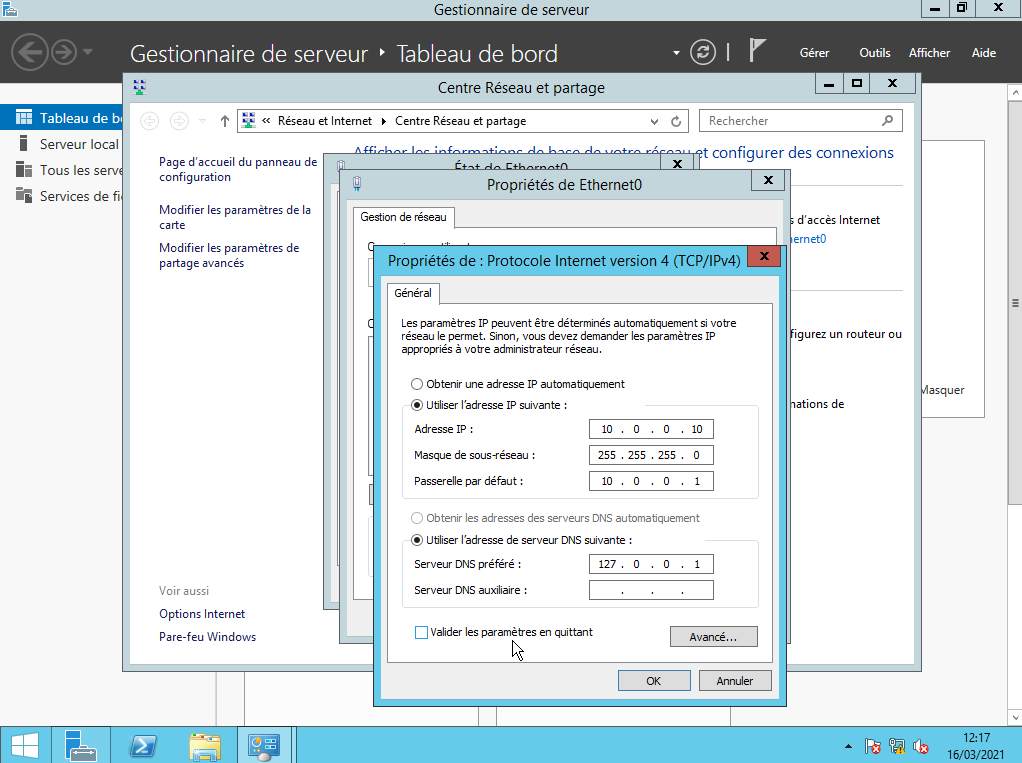 Gestionnaire de serveur
Gestionnaire de serveur ‣ Tableau de bord
Gérer Outils Afficher Aide
Centre Réseau et partage
Tableau de
Serveur local
Tous les
Services de
« Réseau et Internet ▸ Centre Réseau et partage
Rechercher
Page d'accueil du panneau de
configuration
Modifier les paramètres de la
carte
Modifier les paramètres de
partage avancés
Voir aussi
Options Internet
Pare-feu Windows
Afficher les informations de base de votre réseau et configurer des connexions
d'accès Internet
figurez un routeur ou
Masquer
État de Ethernet0
Propriétés de Ethernet0
Gestion de réseau
Propriétés de : Protocole Internet version 4 (TCP/IPv4)
Général
Les paramètres IP peuvent être déterminés automatiquement si votre
réseau le permet. Sinon, vous devez demander les paramètres IP
appropriés à votre administrateur réseau.
Obtenir une adresse IP automatiquement
Utiliser l'adresse IP suivante :
Adresse IP : 10 . 0 . 0 . 10
Masque de sous-réseau : 255 . 255 . 255 . 0
Passerelle par défaut : 10 . 0 . 0 . 1
Obtenir les adresses des serveurs DNS automatiquement
Utiliser l'adresse de serveur DNS suivante :
Serveur DNS préféré : 127 . 0 . 0 . 1
Serveur DNS auxiliaire : . . .
Valider les paramètres en quittant
Avancé...
OK Annuler
12:17
16/03/2021